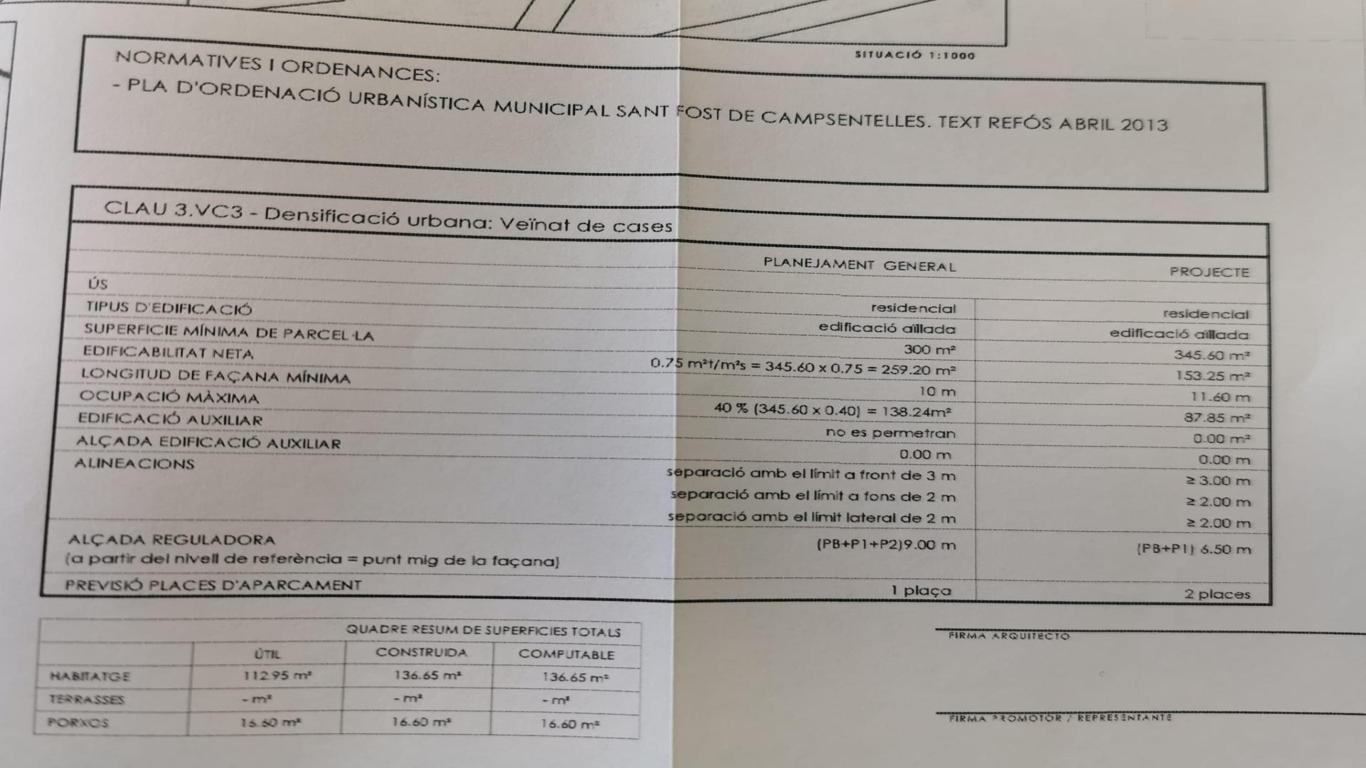 SITUACIÓ 1:1000
NORMATIVES I ORDENANCES:
- PLA D'ORDENACIÓ URBANÍSTICA MUNICIPAL SANT FOST DE CAMPSENTELLES. TEXT REFÓS ABRIL 2013
CLAU 3.VC3 - Densificació urbana: Veïnat de cases
PLANEJAMENT GENERAL PROJECTE
ÚS residencial residencial
TIPUS D'EDIFICACIÓ edificació aïllada edificació aïllada
SUPERFICIE MÍNIMA DE PARCEL·LA 300 m² 345.60 m²
EDIFICABILITAT NETA 0.75 m²t/m²s = 345.60 x 0.75 = 259.20 m² 153.25 m²
LONGITUD DE FAÇANA MÍNIMA 10 m 11.60 m
OCUPACIÓ MÀXIMA 40 % (345.60 x 0.40) = 138.24m² 87.85 m²
EDIFICACIÓ AUXILIAR no es permetran 0.00 m²
ALÇADA EDIFICACIÓ AUXILIAR 0.00 m 0.00 m
ALINEACIONS separació amb el límit a front de 3 m ≥ 3.00 m
separació amb el límit a fons de 2 m ≥ 2.00 m
separació amb el límit lateral de 2 m ≥ 2.00 m
ALÇADA REGULADORA (PB+P1+P2)9.00 m (PB+P1) 6.50 m
(a partir del nivell de referència = punt mig de la façana)
PREVISIÓ PLACES D'APARCAMENT 1 plaça 2 places
QUADRE RESUM DE SUPERFICIES TOTALS
ÚTIL CONSTRUIDA COMPUTABLE
HABITATGE 112.95 m² 136.65 m² 136.65 m²
TERRASSES - m² - m² - m²
PORXOS 16.60 m² 16.60 m² 16.60 m²
FIRMA ARQUITECTO
FIRMA PROMOTOR / REPRESENTANTE